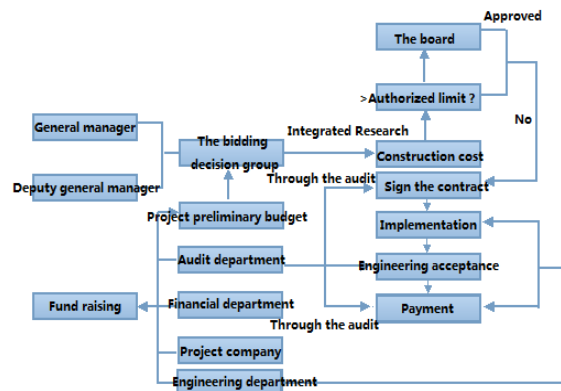 Approved
The board
>Authorized limit ?
No
General manager
The bidding
decision group
Integrated Research
Construction cost
Through the audit
Deputy general manager
Sign the contract
Project preliminary budget
Implementation
Audit department
Engineering acceptance
Fund raising
Financial department
Payment
Through the audit
Project company
Engineering department